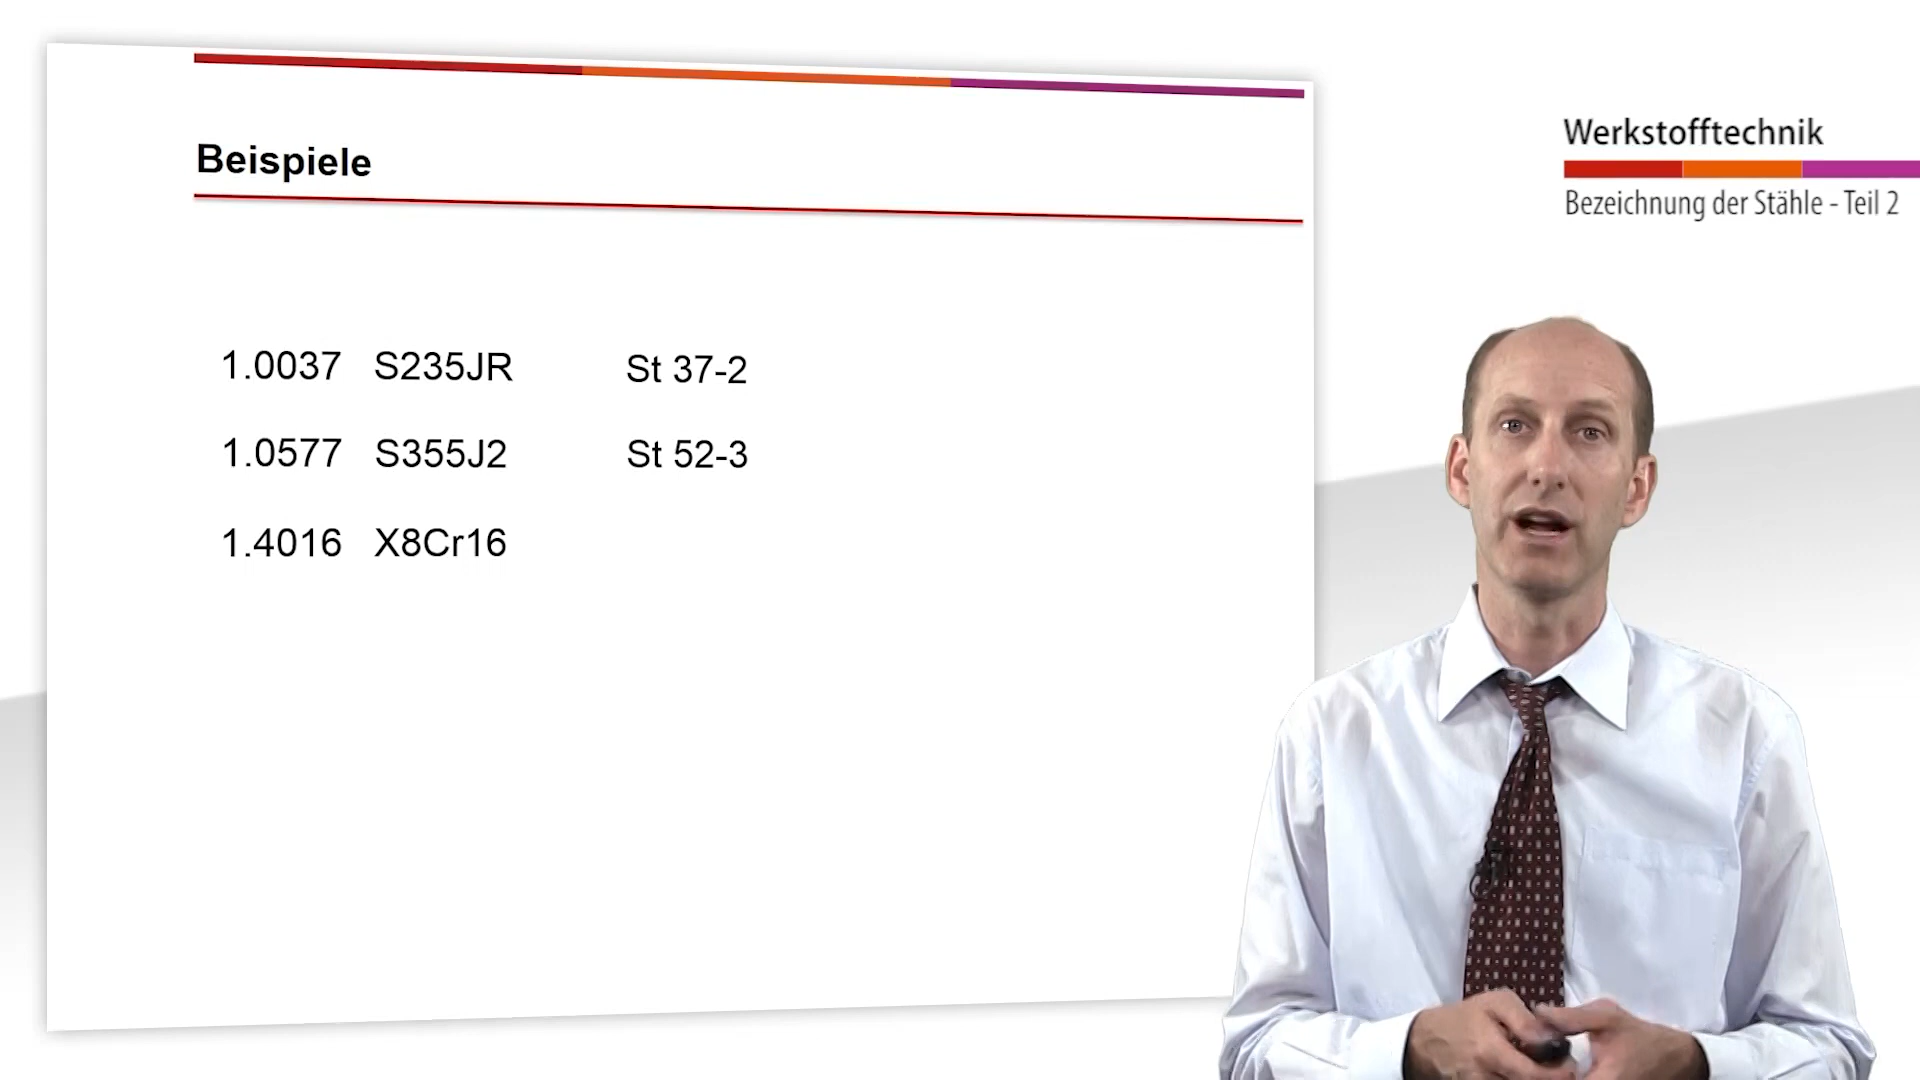 Beispiele
1.0037 S235JR St 37-2
1.0577 S355J2 St 52-3
1.4016 X8Cr16
Werkstofftechnik
Bezeichnung der Stähle - Teil 2